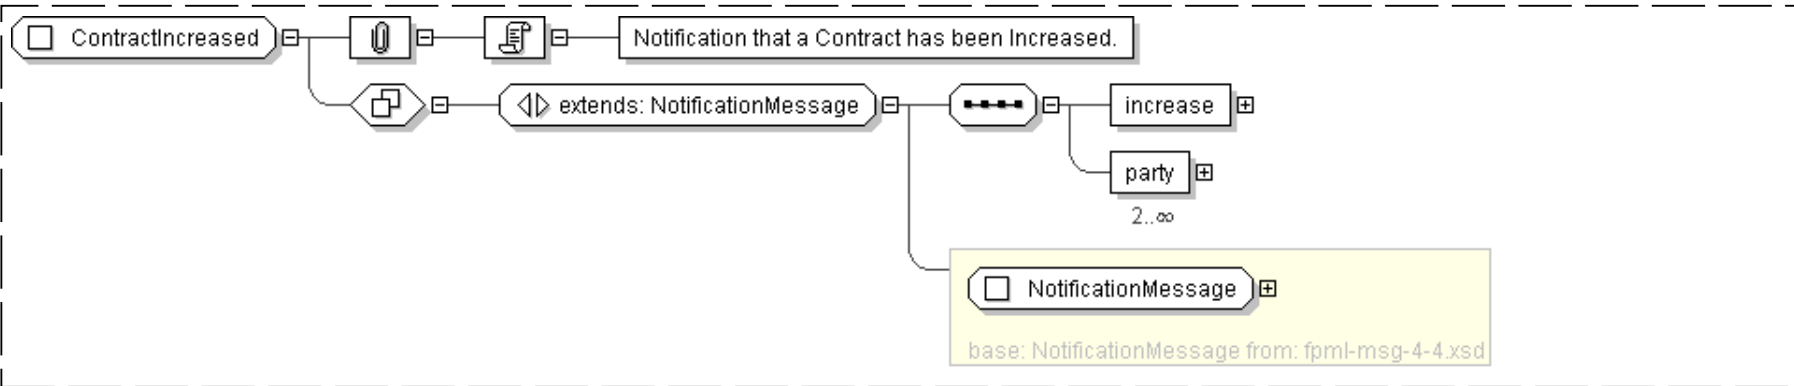 ContractIncreased
Notification that a Contract has been Increased.
extends: NotificationMessage
increase
party
2..∞
NotificationMessage
base: NotificationMessage from: fpml-msg-4-4.xsd